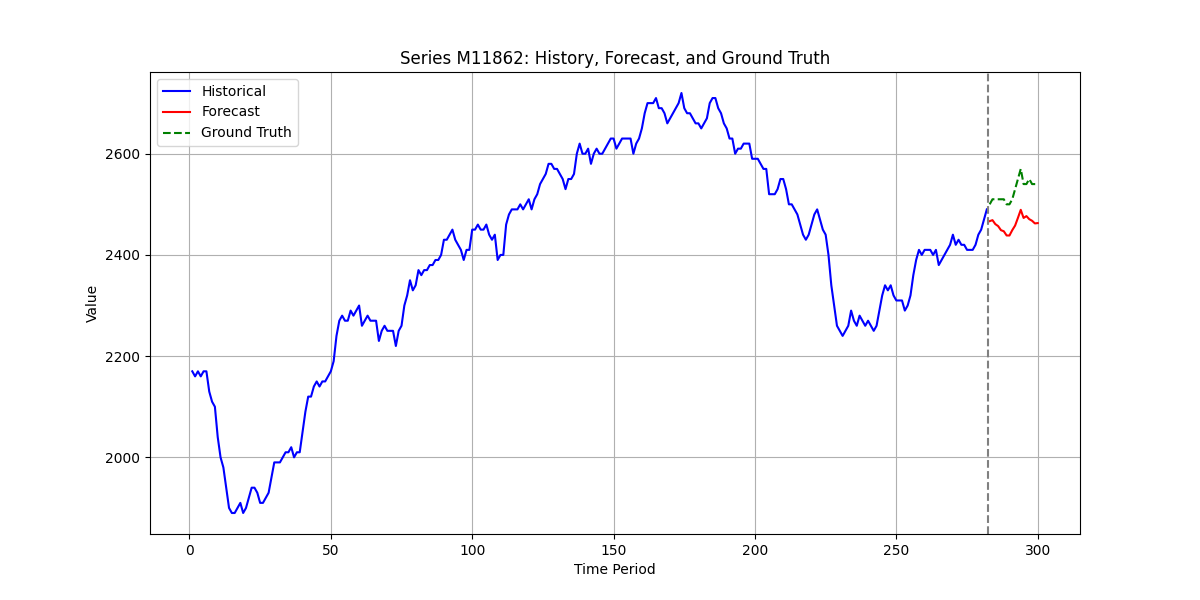 Series M11862: History, Forecast, and Ground Truth
Historical
Forecast
Ground Truth
2600
2400
2200
2000
Value
0 50 100 150 200 250 300
Time Period